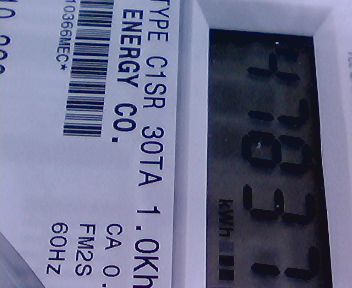 TYPE C1SR 30TA 1.0Kh
ENERGY CO.
10366MEC*
CA 0.
FM2S
60Hz
kWh